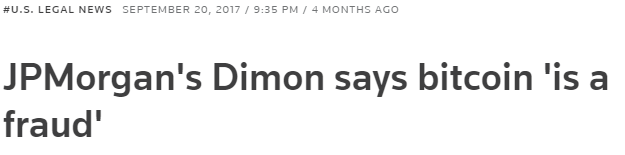 #U.S. LEGAL NEWS SEPTEMBER 20, 2017 / 9:35 PM / 4 MONTHS AGO
JPMorgan's Dimon says bitcoin 'is a
fraud'